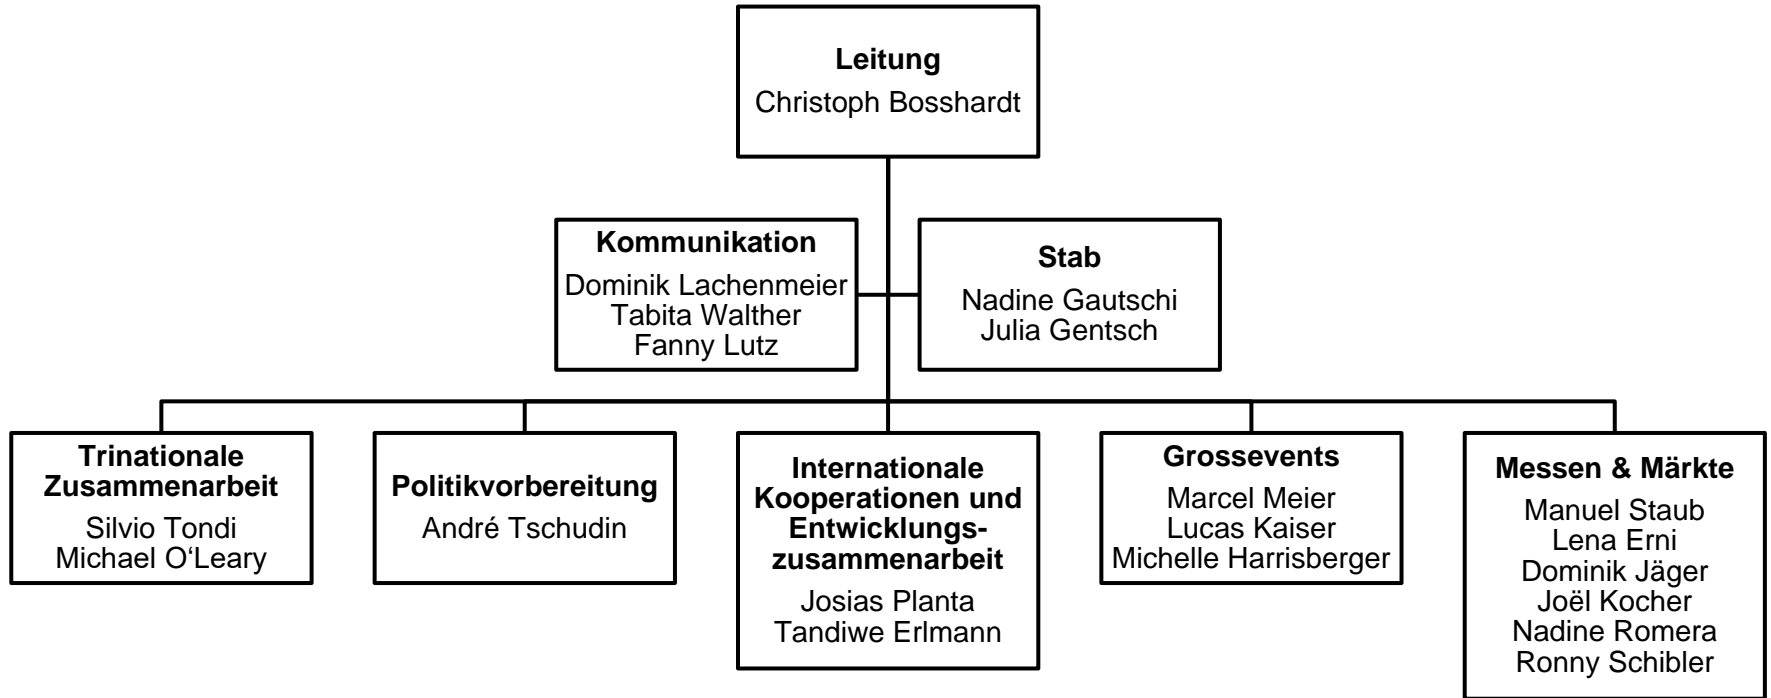 Leitung
Christoph Bosshardt
Kommunikation
Dominik Lachenmeier
Tabita Walther
Fanny Lutz
Stab
Nadine Gautschi
Julia Gentsch
Trinationale
Zusammenarbeit
Silvio Tondi
Michael O‘Leary
Politikvorbereitung
André Tschudin
Internationale
Kooperationen und
Entwicklungs-
zusammenarbeit
Josias Planta
Tandiwe Erlmann
Grossevents
Marcel Meier
Lucas Kaiser
Michelle Harrisberger
Messen & Märkte
Manuel Staub
Lena Erni
Dominik Jäger
Joël Kocher
Nadine Romera
Ronny Schibler